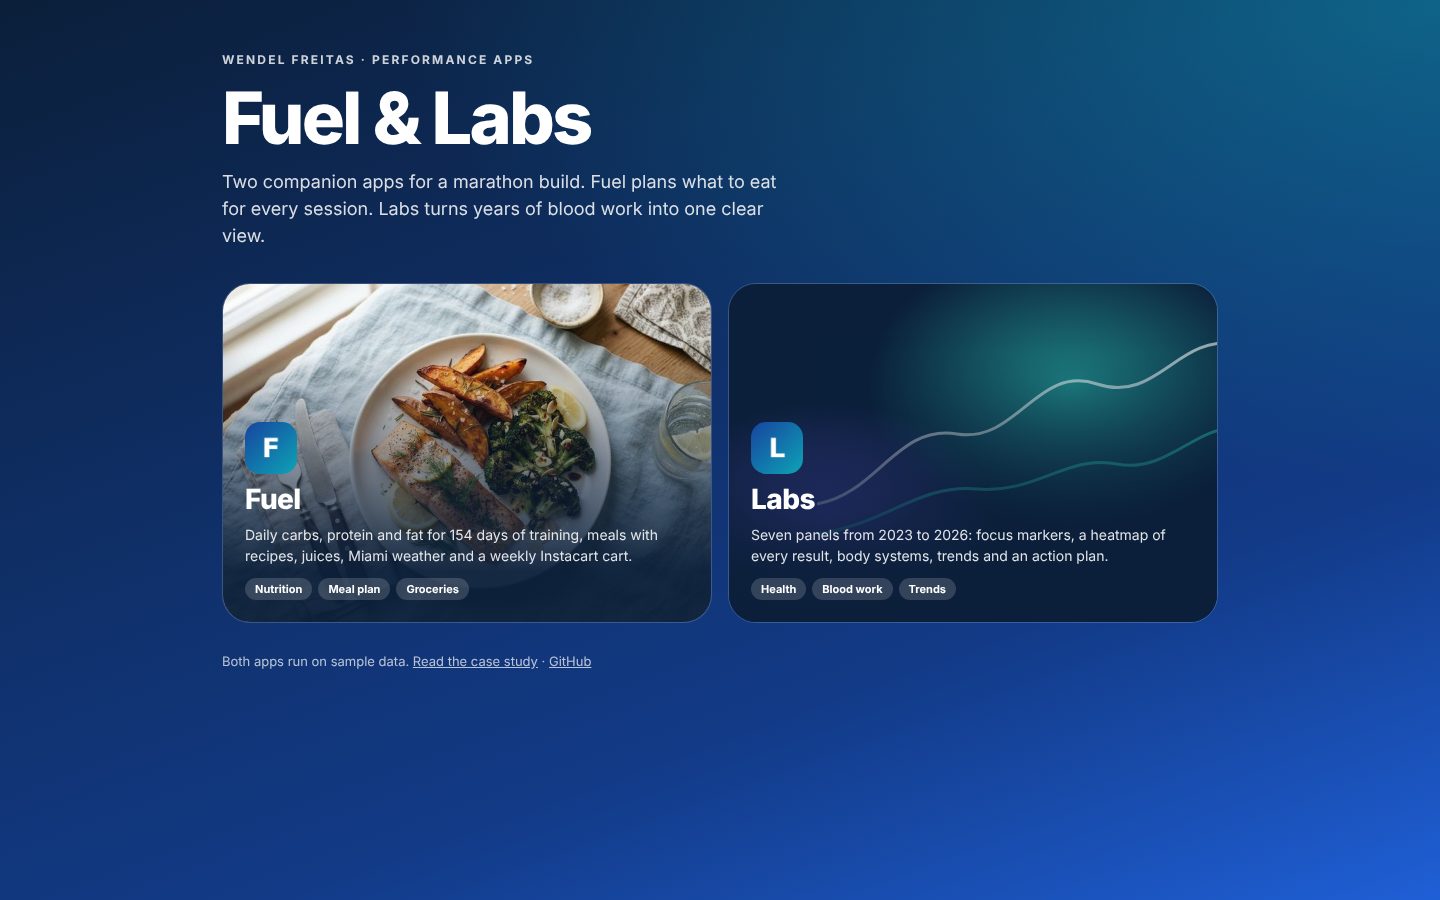 WENDEL FREITAS · PERFORMANCE APPS
Fuel & Labs
Two companion apps for a marathon build. Fuel plans what to eat
for every session. Labs turns years of blood work into one clear
view.
F
Fuel
Daily carbs, protein and fat for 154 days of training, meals with
recipes, juices, Miami weather and a weekly Instacart cart.
Nutrition Meal plan Groceries
L
Labs
Seven panels from 2023 to 2026: focus markers, a heatmap of
every result, body systems, trends and an action plan.
Health Blood work Trends
Both apps run on sample data. Read the case study · GitHub